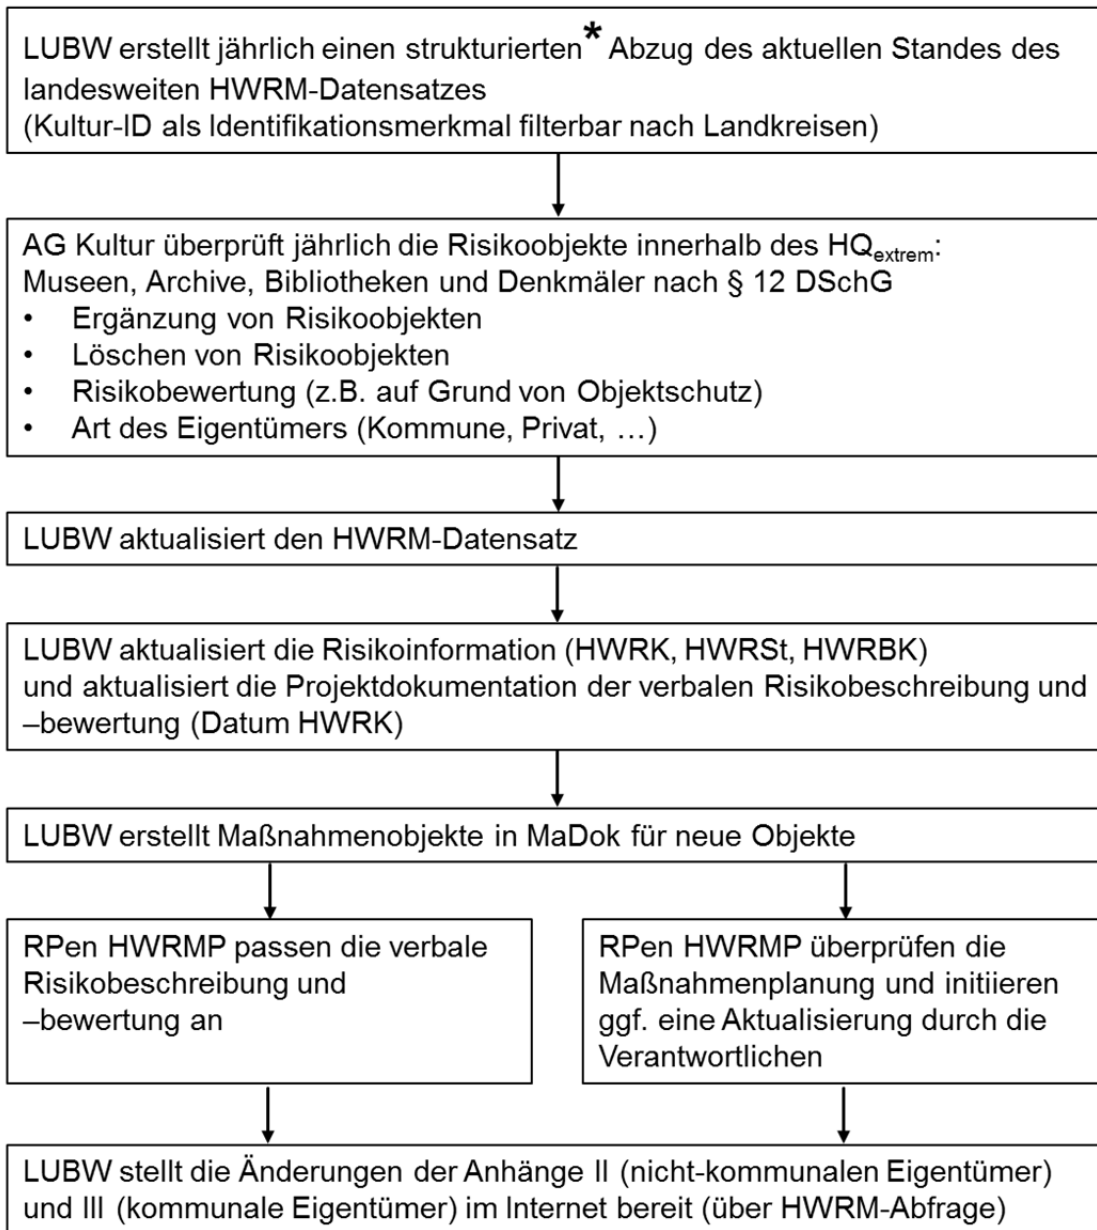 LUBW erstellt jährlich einen strukturierten* Abzug des aktuellen Standes des
landesweiten HWRM-Datensatzes
(Kultur-ID als Identifikationsmerkmal filterbar nach Landkreisen)
AG Kultur überprüft jährlich die Risikoobjekte innerhalb des HQextrem:
Museen, Archive, Bibliotheken und Denkmäler nach § 12 DSchG
• Ergänzung von Risikoobjekten
• Löschen von Risikoobjekten
• Risikobewertung (z.B. auf Grund von Objektschutz)
• Art des Eigentümers (Kommune, Privat, …)
LUBW aktualisiert den HWRM-Datensatz
LUBW aktualisiert die Risikoinformation (HWRK, HWRSt, HWRBK)
und aktualisiert die Projektdokumentation der verbalen Risikobeschreibung und
–bewertung (Datum HWRK)
LUBW erstellt Maßnahmenobjekte in MaDok für neue Objekte
RPen HWRMP passen die verbale
Risikobeschreibung und
–bewertung an
RPen HWRMP überprüfen die
Maßnahmenplanung und initiieren
ggf. eine Aktualisierung durch die
Verantwortlichen
LUBW stellt die Änderungen der Anhänge II (nicht-kommunalen Eigentümer)
und III (kommunale Eigentümer) im Internet bereit (über HWRM-Abfrage)